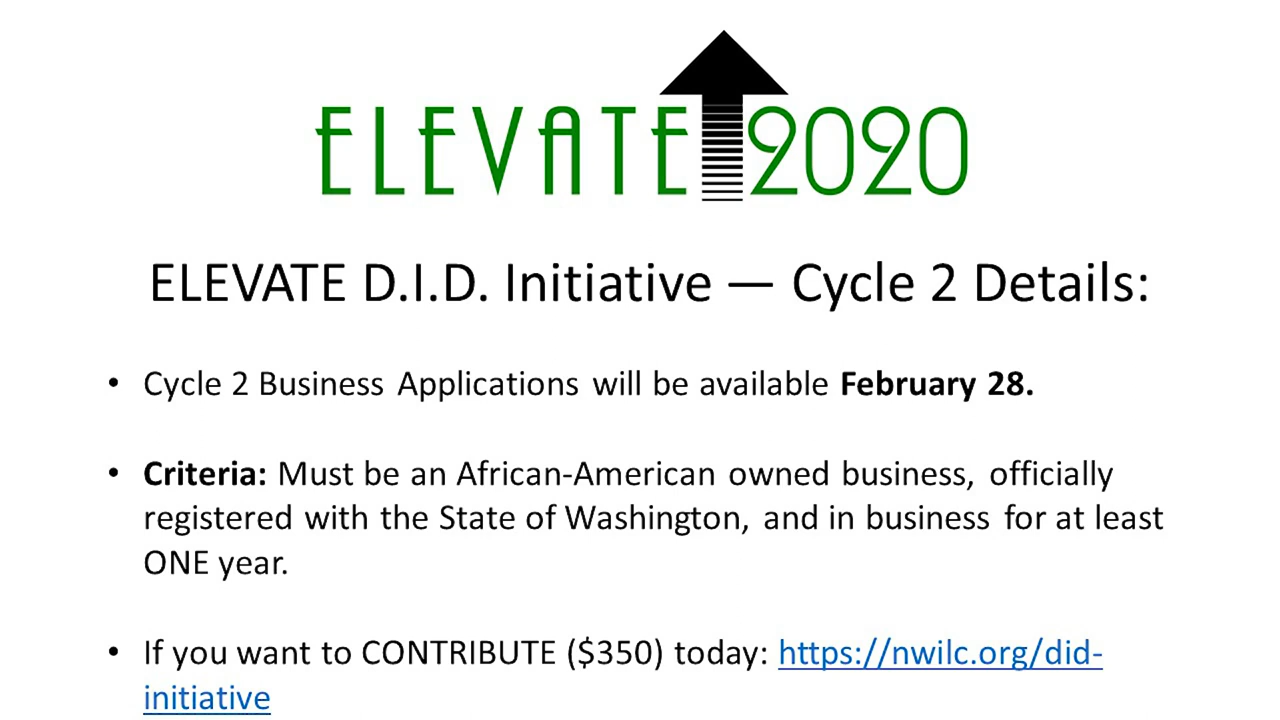 ELEVATE 2020
ELEVATE D.I.D. Initiative — Cycle 2 Details:
• Cycle 2 Business Applications will be available February 28.
• Criteria: Must be an African-American owned business, officially
registered with the State of Washington, and in business for at least
ONE year.
• If you want to CONTRIBUTE ($350) today: https://nwilc.org/did-
initiative